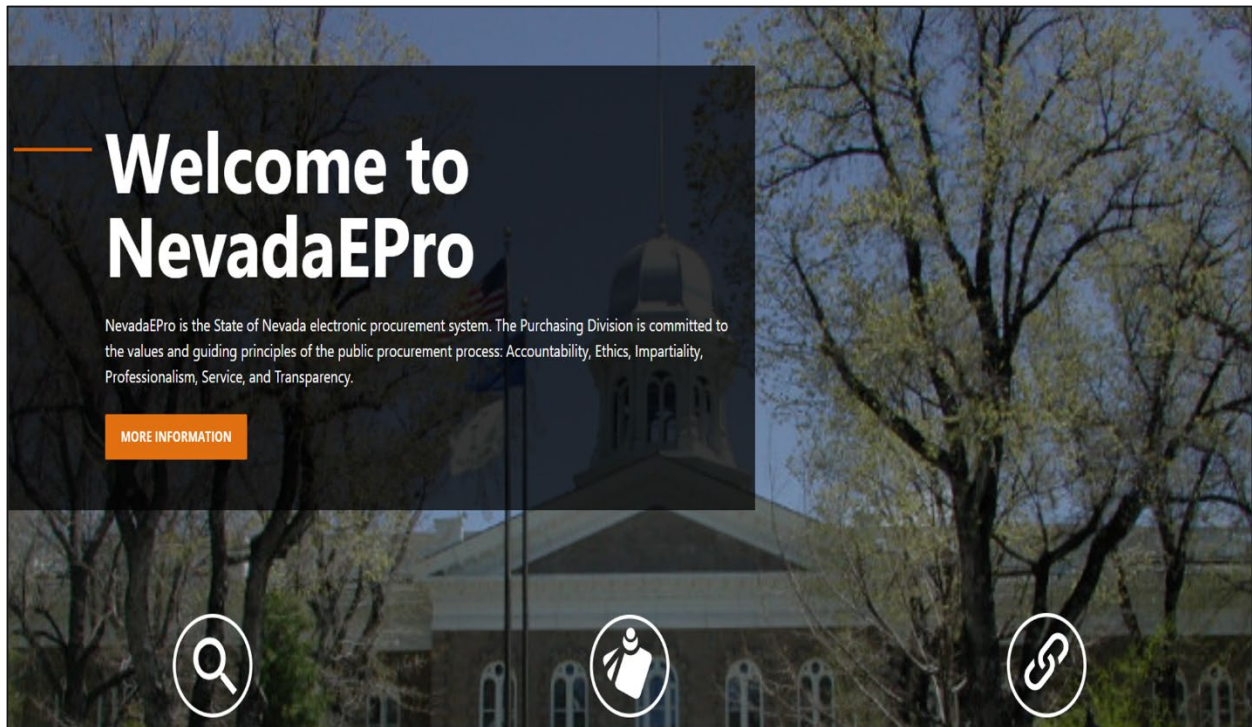 Welcome to
NevadaEPro
NevadaEPro is the State of Nevada electronic procurement system. The Purchasing Division is committed to
the values and guiding principles of the public procurement process: Accountability, Ethics, Impartiality,
Professionalism, Service, and Transparency.
MORE INFORMATION